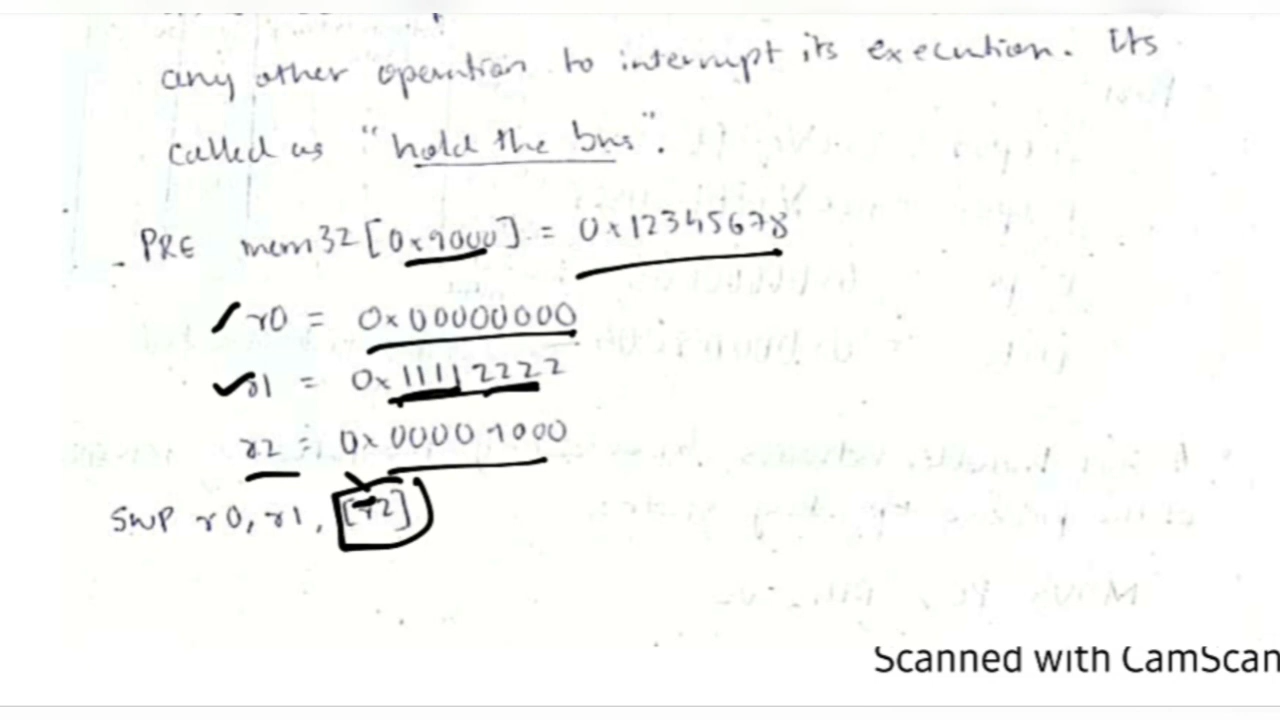 any other operation to interrupt its execution. Its
called as "hold the bus".
PRE mem32[0x9000] = 0x12345678
r0 = 0x00000000
r1 = 0x11112222
r2 = 0x00009000
SWP r0, r1, [r2]
Scanned with CamScan